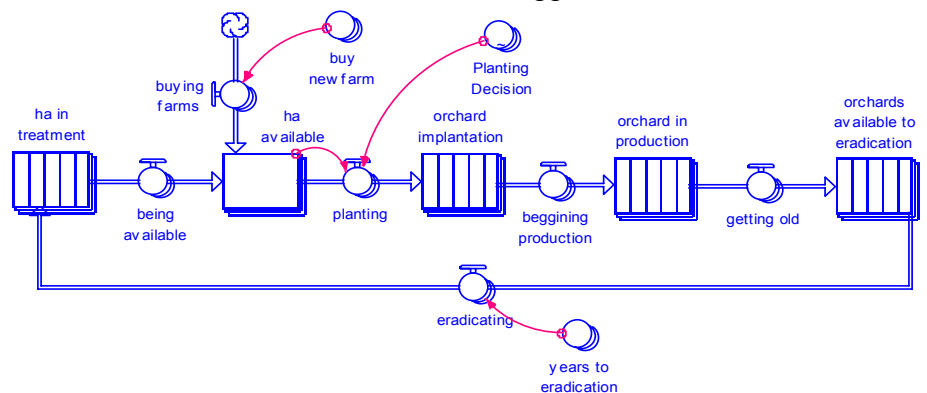 buy
new farm
Planting
Decision
buying
farms
ha in
treatment
ha
available
orchard
implantation
orchard in
production
orchards
available to
eradication
~
being
available
planting
beggining
production
getting old
eradicating
years to
eradication